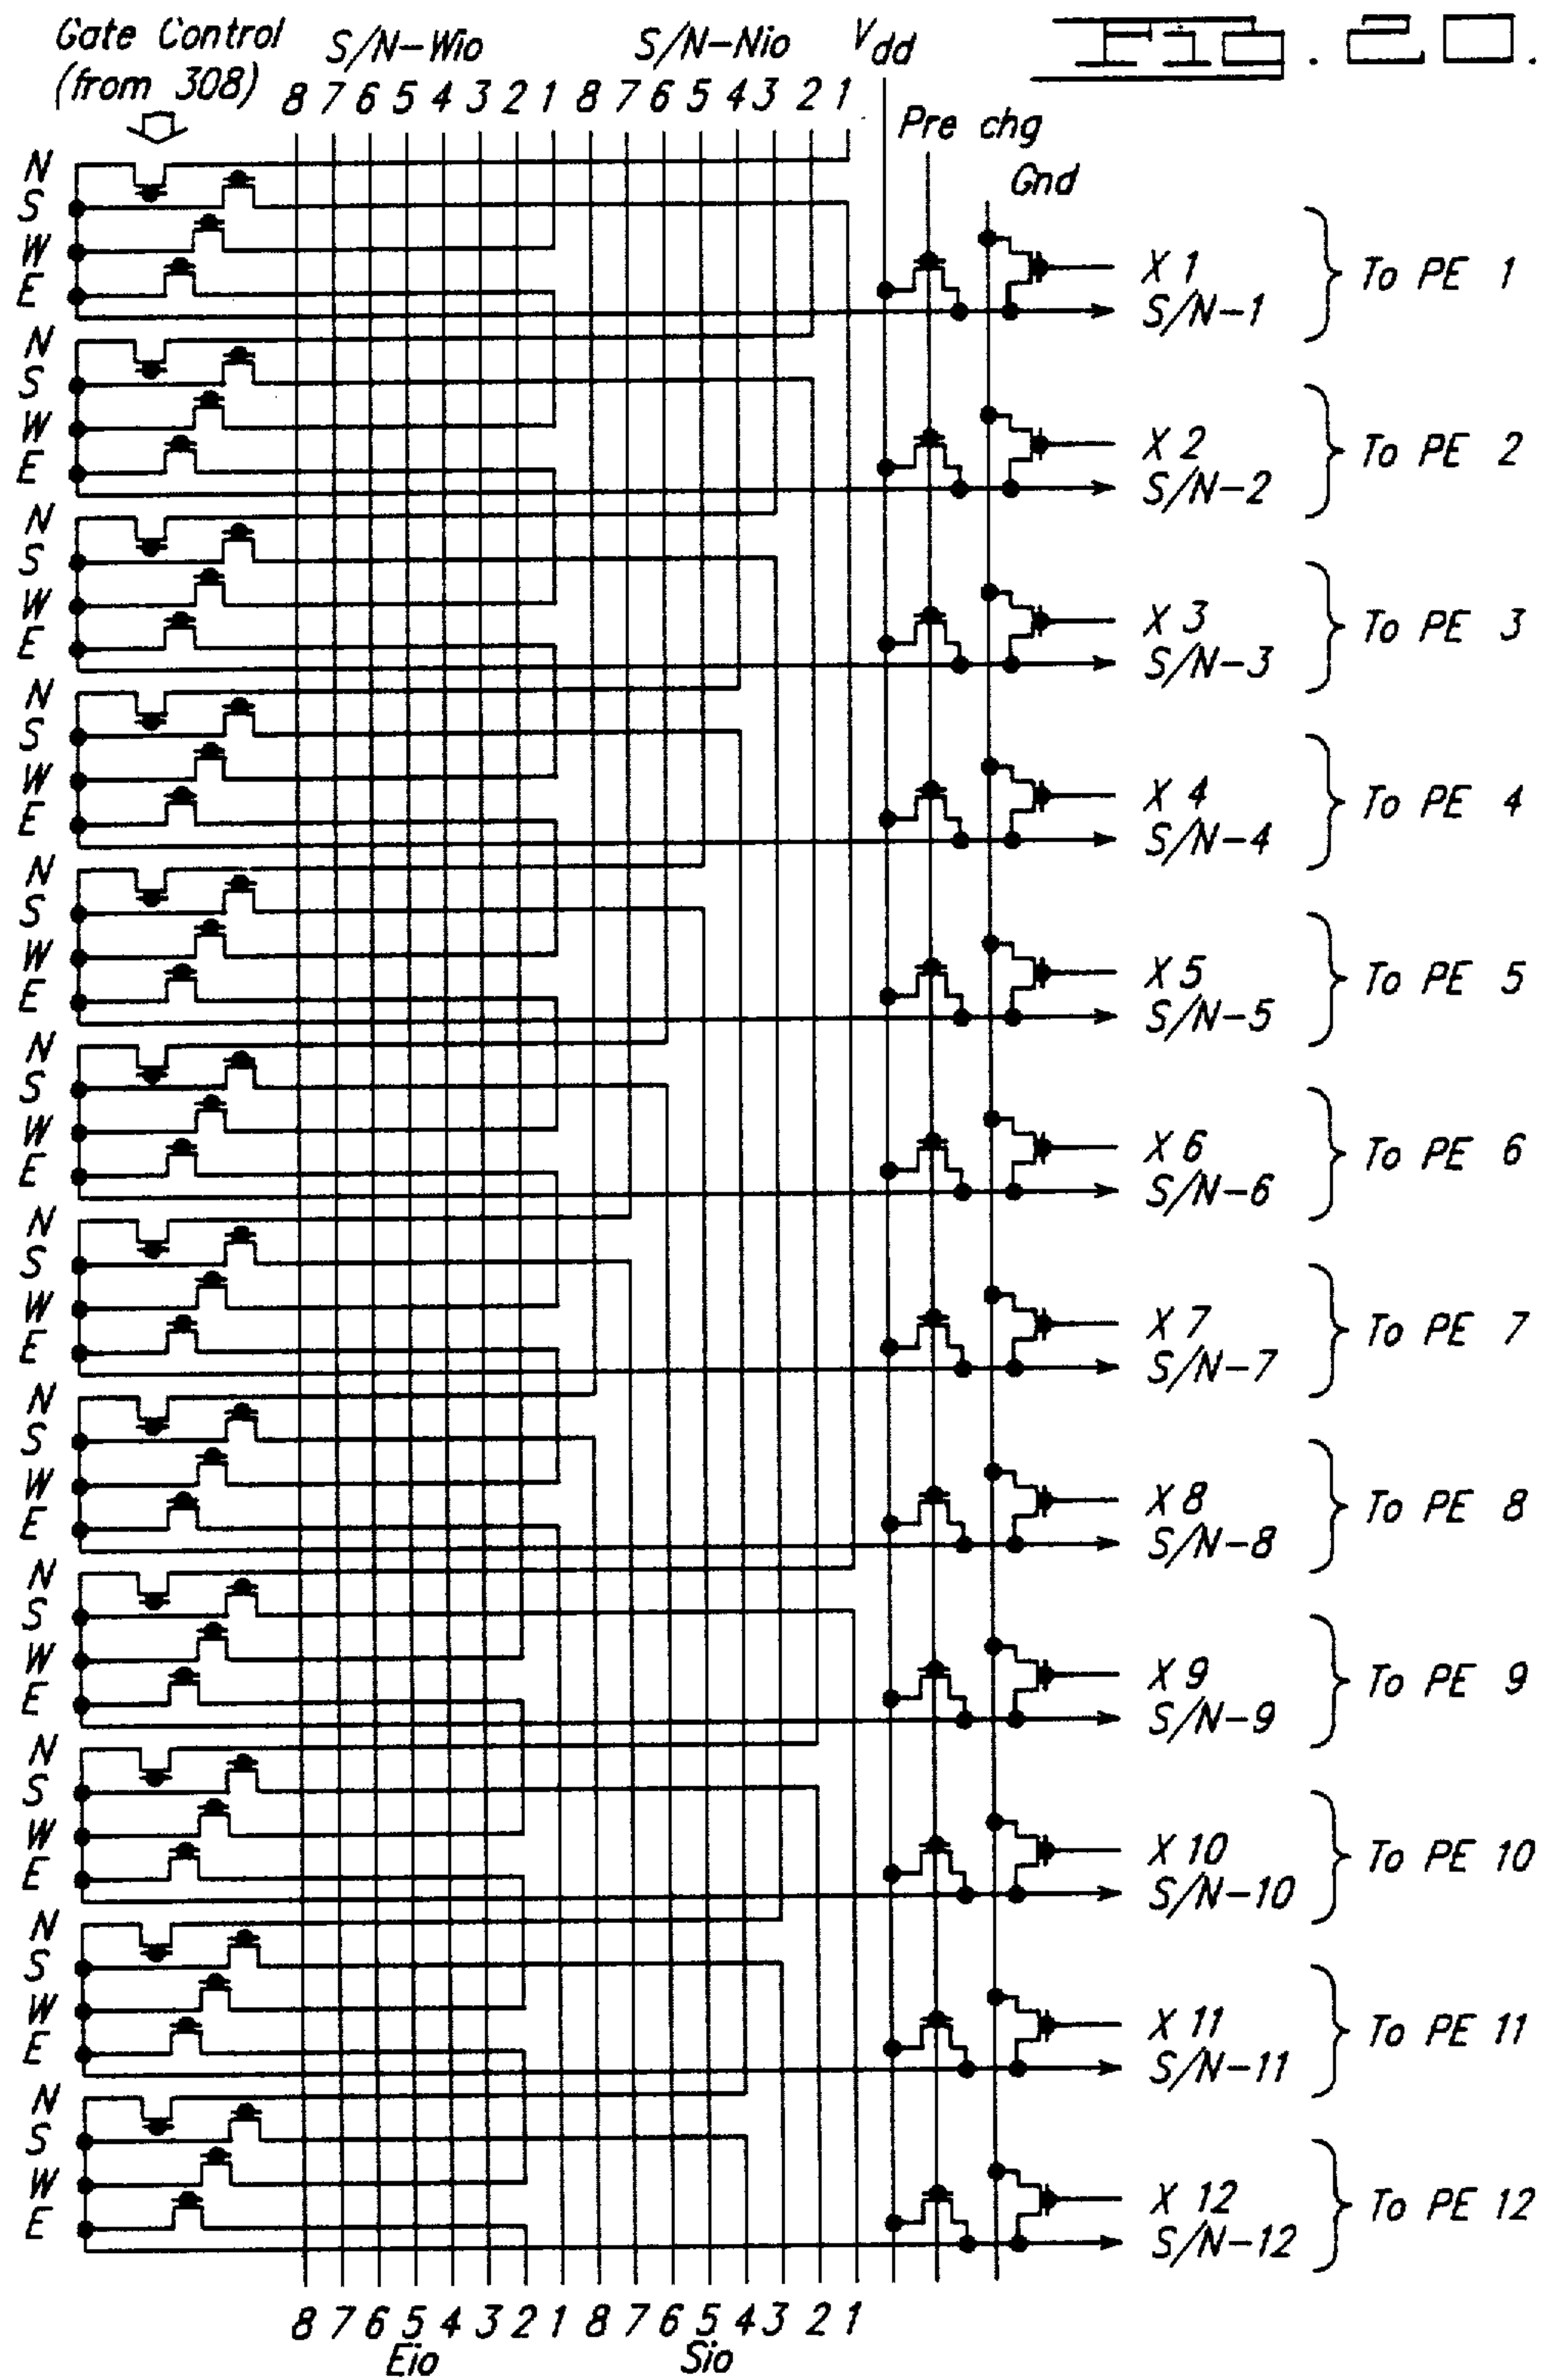 FIG. 20.
Gate Control
(from 308)
S/N-Wio
S/N-Nio
Vdd
8 7 6 5 4 3 2 1 8 7 6 5 4 3 2 1
Pre chg
Gnd
N
S
W
E
X 1
S/N-1
To PE 1
N
S
W
E
X 2
S/N-2
To PE 2
N
S
W
E
X 3
S/N-3
To PE 3
N
S
W
E
X 4
S/N-4
To PE 4
N
S
W
E
X 5
S/N-5
To PE 5
N
S
W
E
X 6
S/N-6
To PE 6
N
S
W
E
X 7
S/N-7
To PE 7
N
S
W
E
X 8
S/N-8
To PE 8
N
S
W
E
X 9
S/N-9
To PE 9
N
S
W
E
X 10
S/N-10
To PE 10
N
S
W
E
X 11
S/N-11
To PE 11
N
S
W
E
X 12
S/N-12
To PE 12
8 7 6 5 4 3 2 1 8 7 6 5 4 3 2 1
Eio
Sio